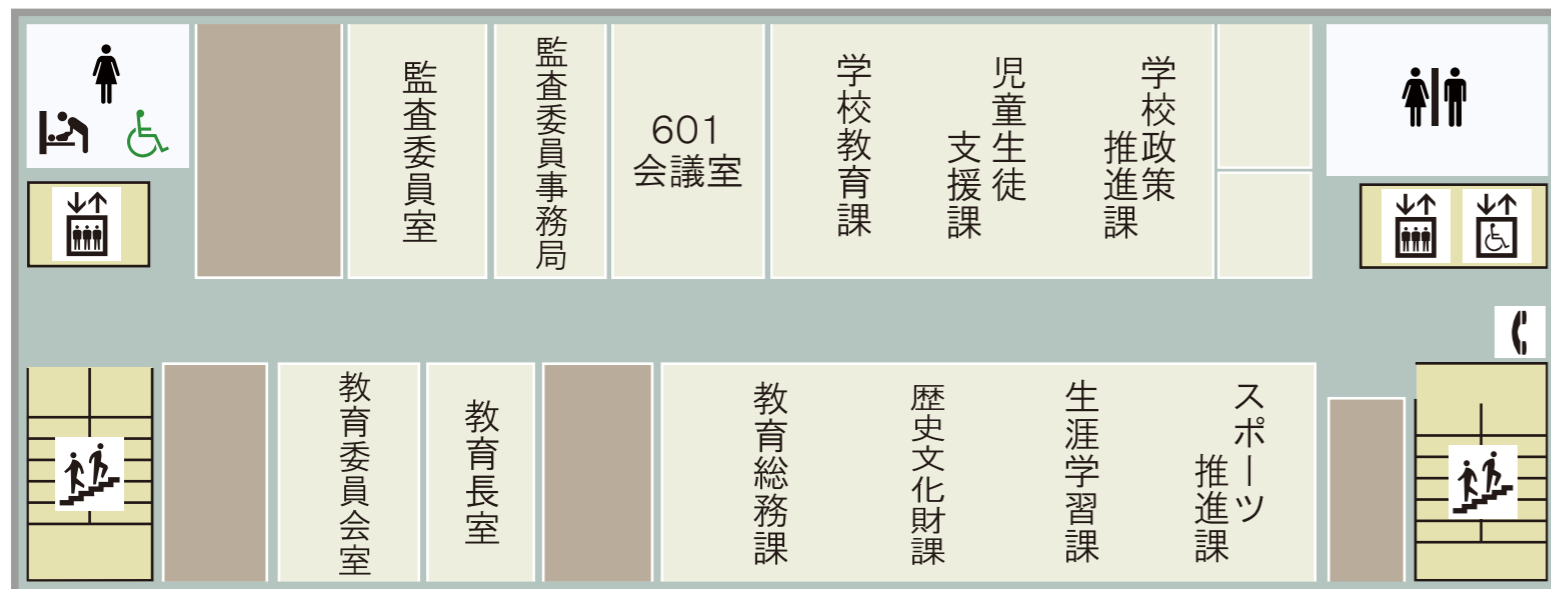 監査委員室
監査委員事務局
601
会議室
学校教育課
児童生徒
支援課
学校政策
推進課
教育委員会室
教育長室
教育総務課
歴史文化財課
生涯学習課
スポーツ
推進課